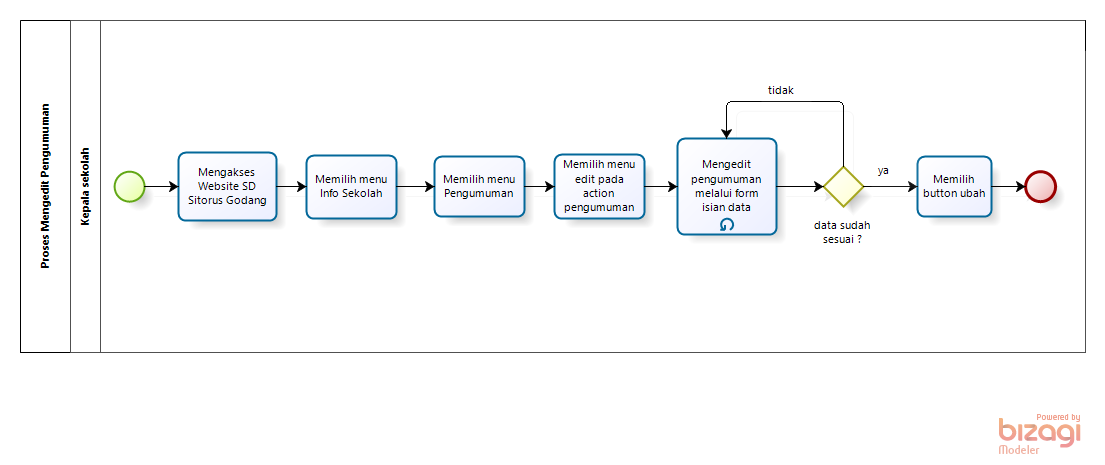 Proses Mengedit Pengumuman
Kepala sekolah
Mengakses
Website SD
Sitorus Godang
Memilih menu
Info Sekolah
Memilih menu
Pengumuman
Memilih menu
edit pada
action
pengumuman
Mengedit
pengumuman
melalui form
isian data
tidak
data sudah
sesuai ?
ya
Memilih
button ubah
Powered by
bizagi
Modeler